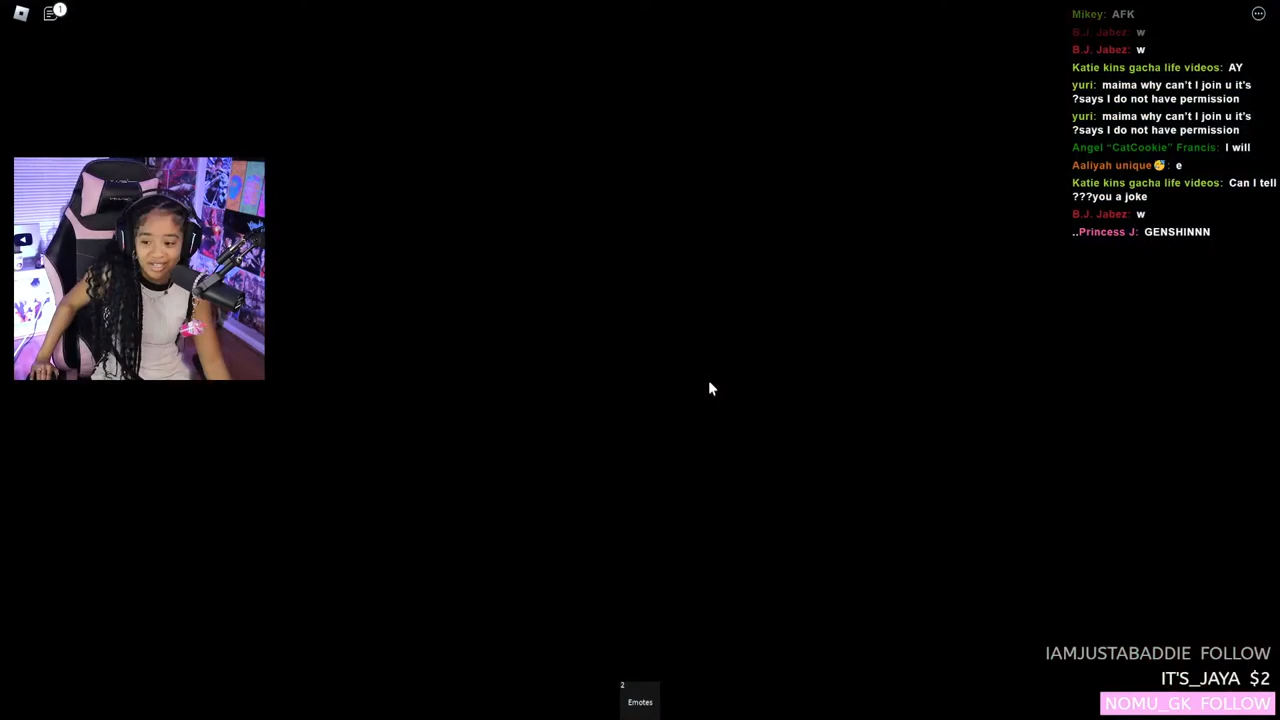 1
Mikey: AFK
B.J. Jabez: w
B.J. Jabez: w
Katie kins gacha life videos: AY
yuri: maima why can't I join u it's
?says I do not have permission
yuri: maima why can't I join u it's
?says I do not have permission
Angel “CatCookie” Francis: I will
Aaliyah unique😴: e
Katie kins gacha life videos: Can I tell
???you a joke
B.J. Jabez: w
..Princess J: GENSHINNN
IAMJUSTABADDIE FOLLOW
IT'S_JAYA $2
NOMU_GK FOLLOW
2
Emotes